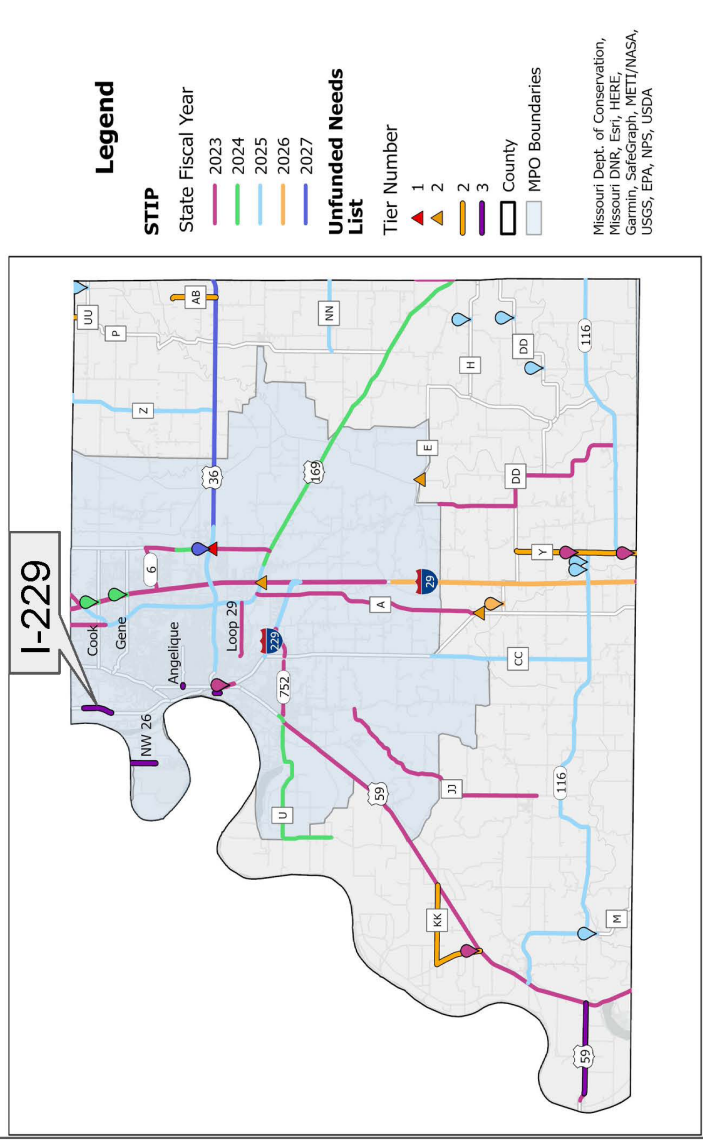 I-229
Legend
STIP
State Fiscal Year
2023
2024
2025
2026
2027
Unfunded Needs
List
Tier Number
1
2
2
3
County
MPO Boundaries
Missouri Dept. of Conservation,
Missouri DNR, Esri, HERE,
Garmin, SafeGraph, METI/NASA,
USGS, EPA, NPS, USDA
UU
P
AB
NN
Z
36
169
H
DD
DD
116
E
DD
Y
6
29
Cook
Gene
Angelique
Loop 29
229
A
CC
NW 26
752
U
59
JJ
116
KK
M
59